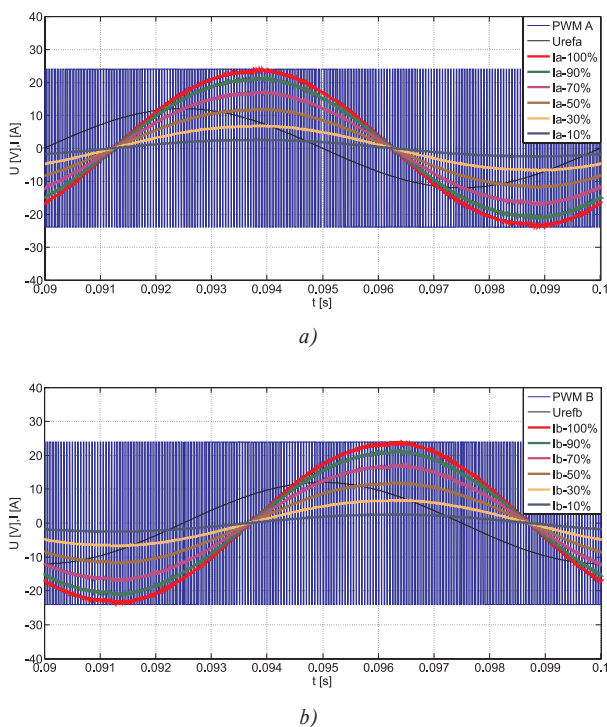 40
30
20
10
0
-10
-20
-30
-40
U [V],I [A]
PWM A
Urefa
Ia-100%
Ia-90%
Ia-70%
Ia-50%
Ia-30%
Ia-10%
0.09 0.091 0.092 0.093 0.094 0.095 0.096 0.097 0.098 0.099 0.1
t [s]
a)
40
30
20
10
0
-10
-20
-30
-40
U [V],I [A]
PWM B
Urefb
Ib-100%
Ib-90%
Ib-70%
Ib-50%
Ib-30%
Ib-10%
0.09 0.091 0.092 0.093 0.094 0.095 0.096 0.097 0.098 0.099 0.1
t [s]
b)